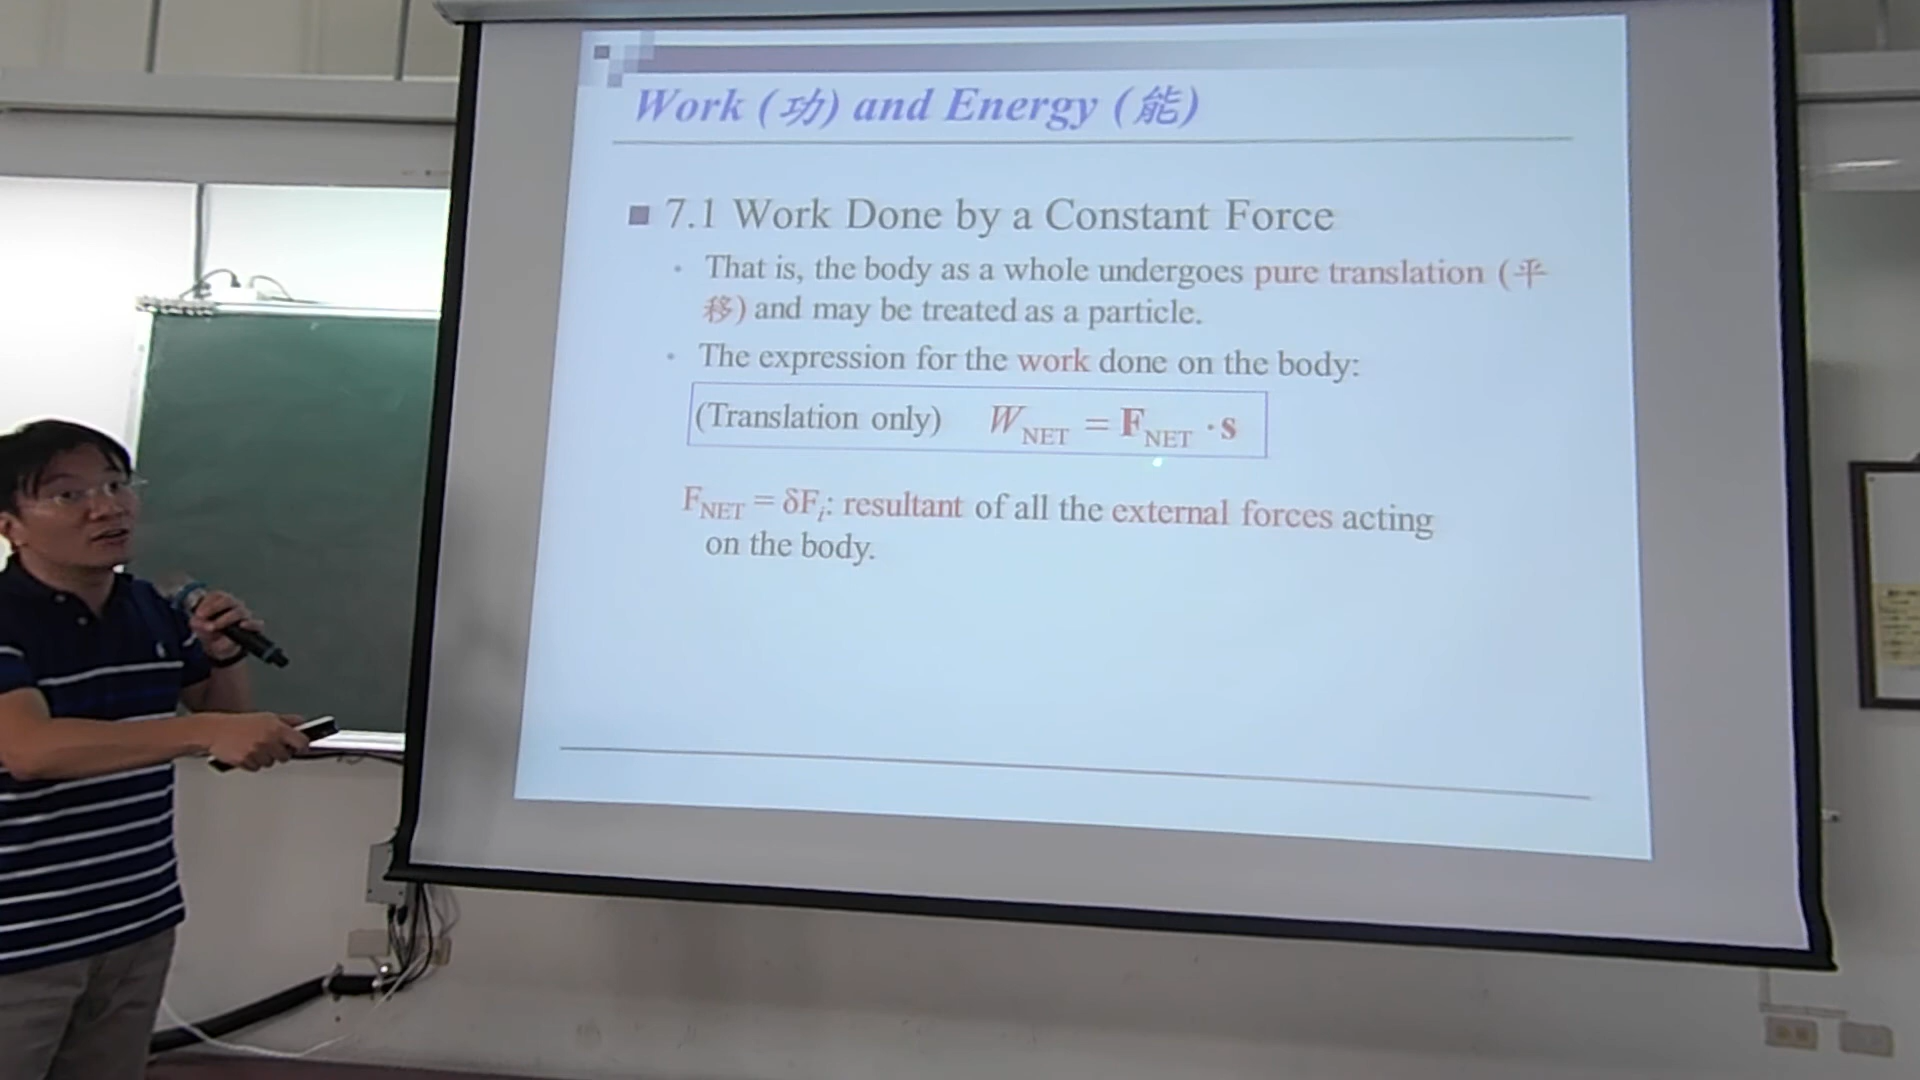 Work (功) and Energy (能)
■ 7.1 Work Done by a Constant Force
• That is, the body as a whole undergoes pure translation (平
移) and may be treated as a particle.
• The expression for the work done on the body:
(Translation only) W_NET = F_NET · s
F_NET = δF_i: resultant of all the external forces acting
on the body.